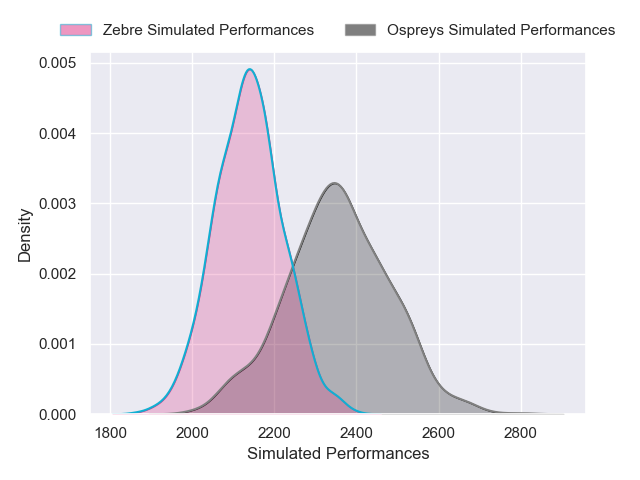 Zebre Simulated Performances Ospreys Simulated Performances
0.005
0.004
0.003
0.002
0.001
0.000
Density
1800 2000 2200 2400 2600 2800
Simulated Performances